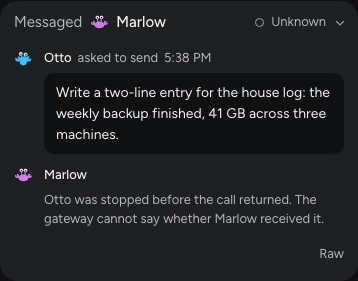 Messaged Marlow Unknown
Otto asked to send 5:38 PM
Write a two-line entry for the house log: the
weekly backup finished, 41 GB across three
machines.
Marlow
Otto was stopped before the call returned. The
gateway cannot say whether Marlow received it.
Raw